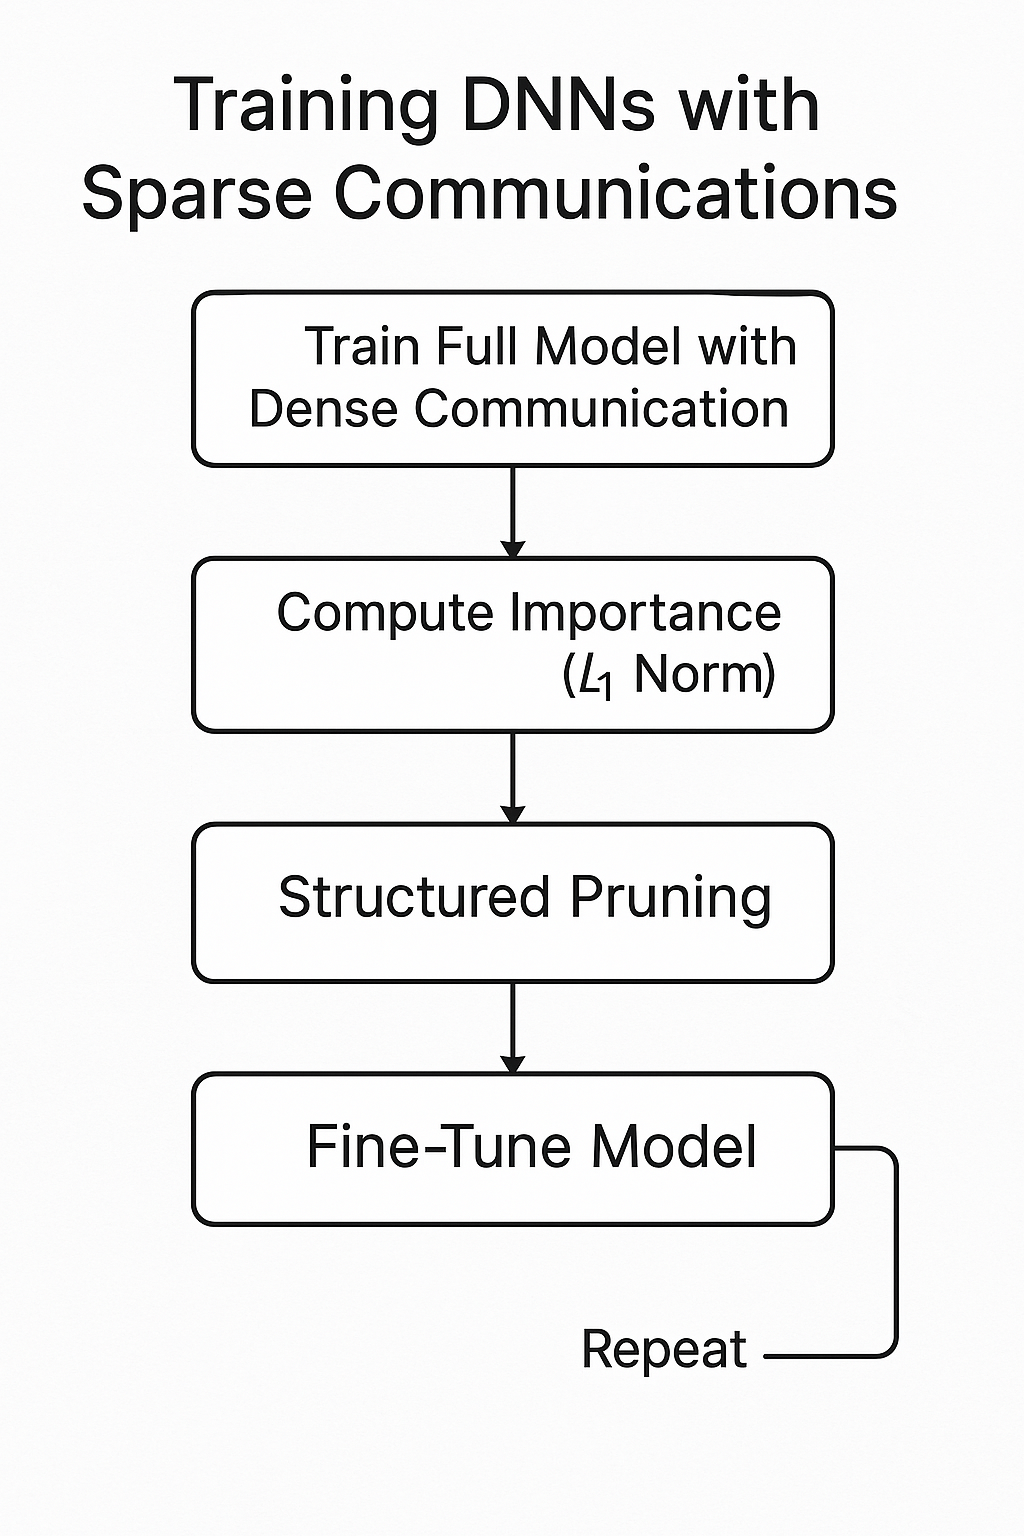 Training DNNs with
Sparse Communications
Train Full Model with
Dense Communication
Compute Importance
(L₁ Norm)
Structured Pruning
Fine-Tune Model
Repeat